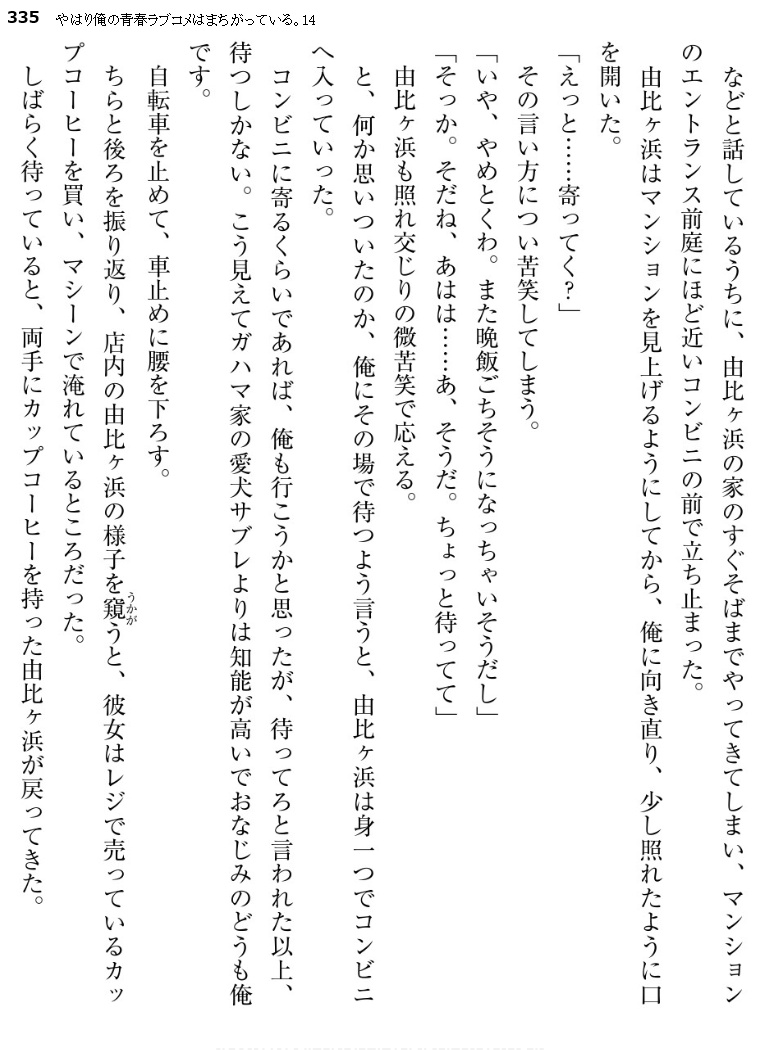 335 やはり俺の青春ラブコメはまちがっている。14
などと話しているうちに、由比ヶ浜の家のすぐそばまでやってきてしまい、マンション
のエントランス前庭にほど近いコンビニの前で立ち止まった。
由比ヶ浜はマンションを見上げるようにしてから、俺に向き直り、少し照れたように口
を開いた。
「えっと……寄ってく?」
その言い方につい苦笑してしまう。
「いや、やめとくわ。また晩飯ごちそうになっちゃいそうだし」
「そっか。そだね、あはは……あ、そうだ。ちょっと待ってて」
由比ヶ浜も照れ交じりの微苦笑で応える。
と、何か思いついたのか、俺にその場で待つよう言うと、由比ヶ浜は身一つでコンビニ
へ入っていった。
コンビニに寄るくらいであれば、俺も行こうかと思ったが、待ってろと言われた以上、
待つしかない。こう見えてガハマ家の愛犬サブレよりは知能が高いでおなじみのどうも俺
です。
自転車を止めて、車止めに腰を下ろす。
ちらと後ろを振り返り、店内の由比ヶ浜の様子を窺うと、彼女はレジで売っているカッ
うかが
プコーヒーを買い、マシーンで淹れているところだった。
しばらく待っていると、両手にカップコーヒーを持った由比ヶ浜が戻ってきた。